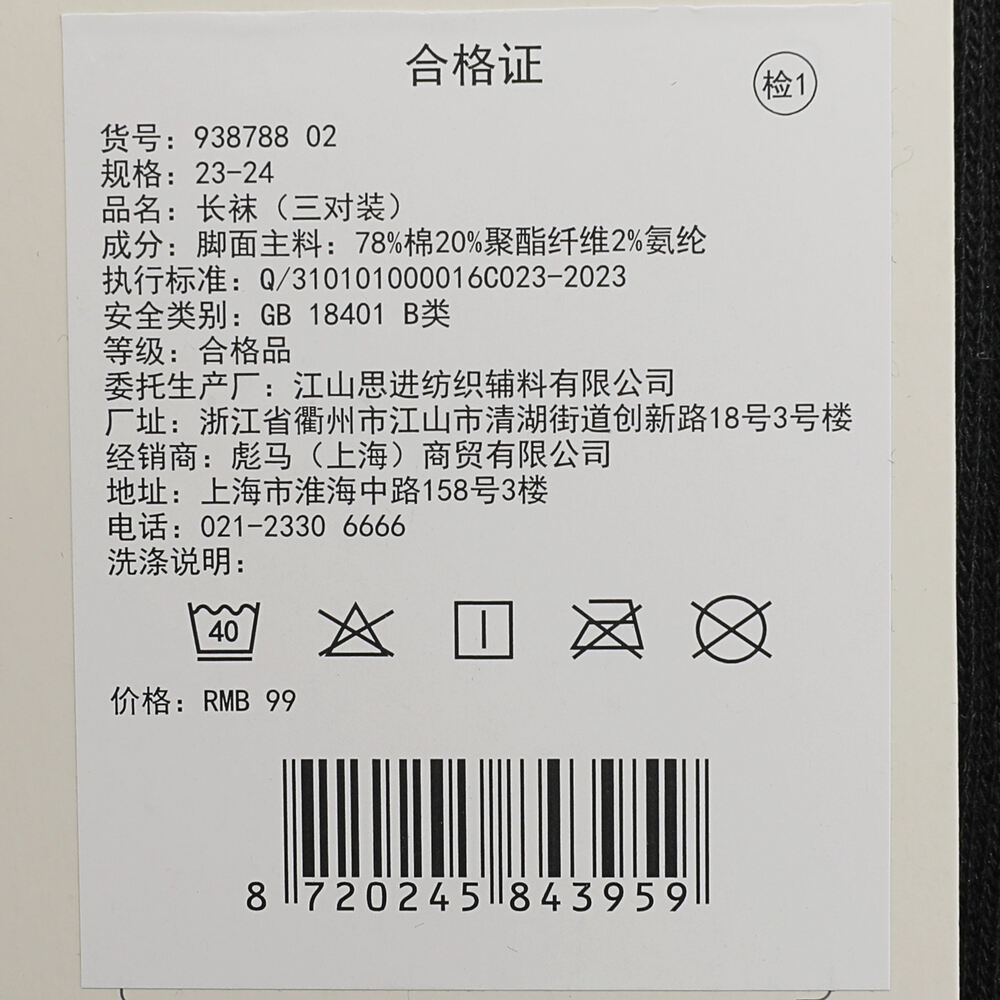 合格证
检1
货号：938788 02
规格：23-24
品名：长袜（三对装）
成分：脚面主料：78%棉20%聚酯纤维2%氨纶
执行标准：Q/310101000016C023-2023
安全类别：GB 18401 B类
等级：合格品
委托生产厂：江山思进纺织辅料有限公司
厂址：浙江省衢州市江山市清湖街道创新路18号3号楼
经销商：彪马（上海）商贸有限公司
地址：上海市淮海中路158号3楼
电话：021-2330 6666
洗涤说明：
40
价格：RMB 99
8 720245 843959